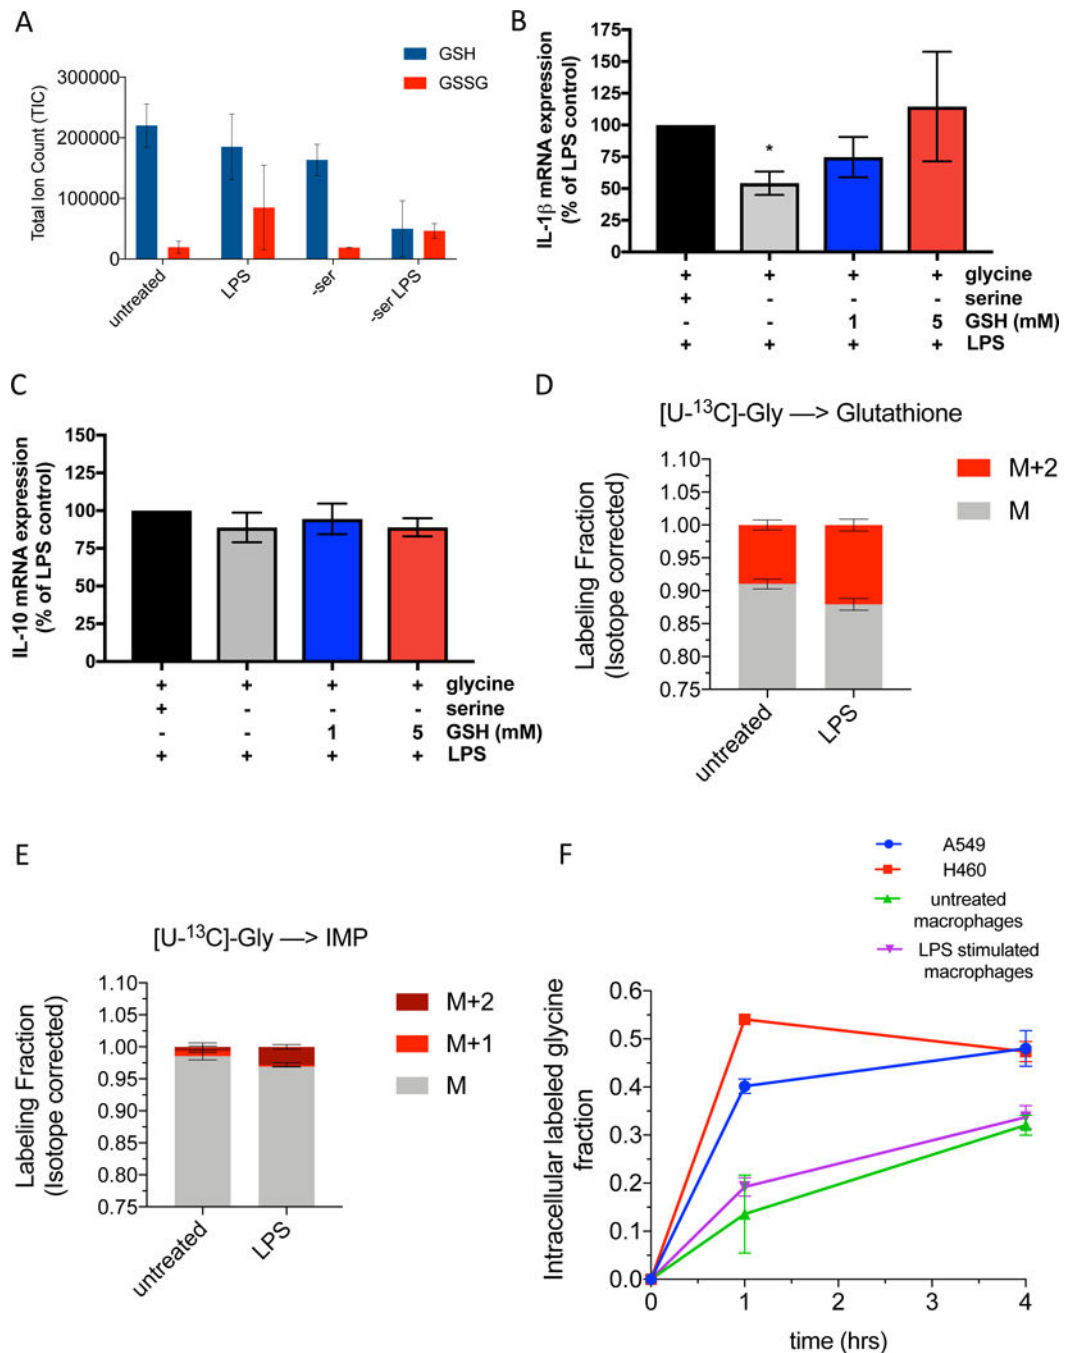 A
GSH
GSSG
Total Ion Count (TIC)
300000
200000
100000
0
untreated
LPS
-ser
-ser LPS
B
IL-1β mRNA expression
(% of LPS control)
175
150
125
100
75
50
25
0
*
+ + + + glycine
+ - - - serine
- - 1 5 GSH (mM)
+ + + + LPS
C
IL-10 mRNA expression
(% of LPS control)
150
125
100
75
50
25
0
+ + + + glycine
+ - - - serine
- - 1 5 GSH (mM)
+ + + + LPS
D
[U-¹³C]-Gly —> Glutathione
M+2
M
Labeling Fraction
(Isotope corrected)
1.10
1.05
1.00
0.95
0.90
0.85
0.80
0.75
untreated
LPS
E
[U-¹³C]-Gly —> IMP
M+2
M+1
M
Labeling Fraction
(Isotope corrected)
1.10
1.05
1.00
0.95
0.90
0.85
0.80
0.75
untreated
LPS
F
A549
H460
untreated
macrophages
LPS stimulated
macrophages
Intracellular labeled glycine
fraction
0.6
0.5
0.4
0.3
0.2
0.1
0.0
0 1 2 3 4
time (hrs)